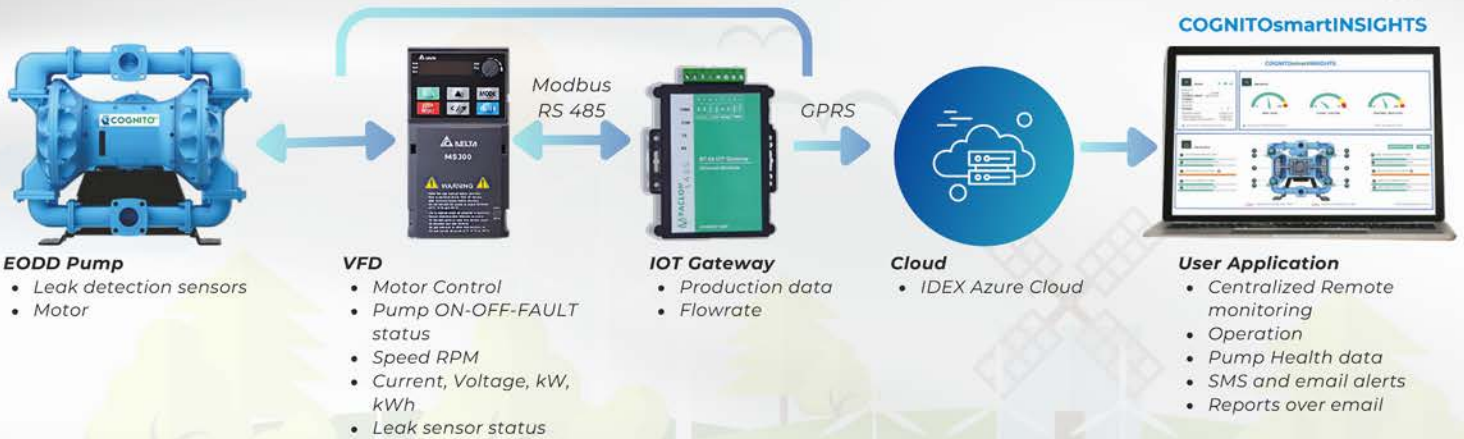 COGNITOsmartINSIGHTS
COGNITO
DELTA
MODE
MS300
WARNING
Modbus
RS 485
GPRS
COGNITOsmartINSIGHTS
EODD Pump
• Leak detection sensors
• Motor
VFD
• Motor Control
• Pump ON-OFF-FAULT
status
• Speed RPM
• Current, Voltage, kW,
kWh
• Leak sensor status
IOT Gateway
• Production data
• Flowrate
Cloud
• IDEX Azure Cloud
User Application
• Centralized Remote
monitoring
• Operation
• Pump Health data
• SMS and email alerts
• Reports over email